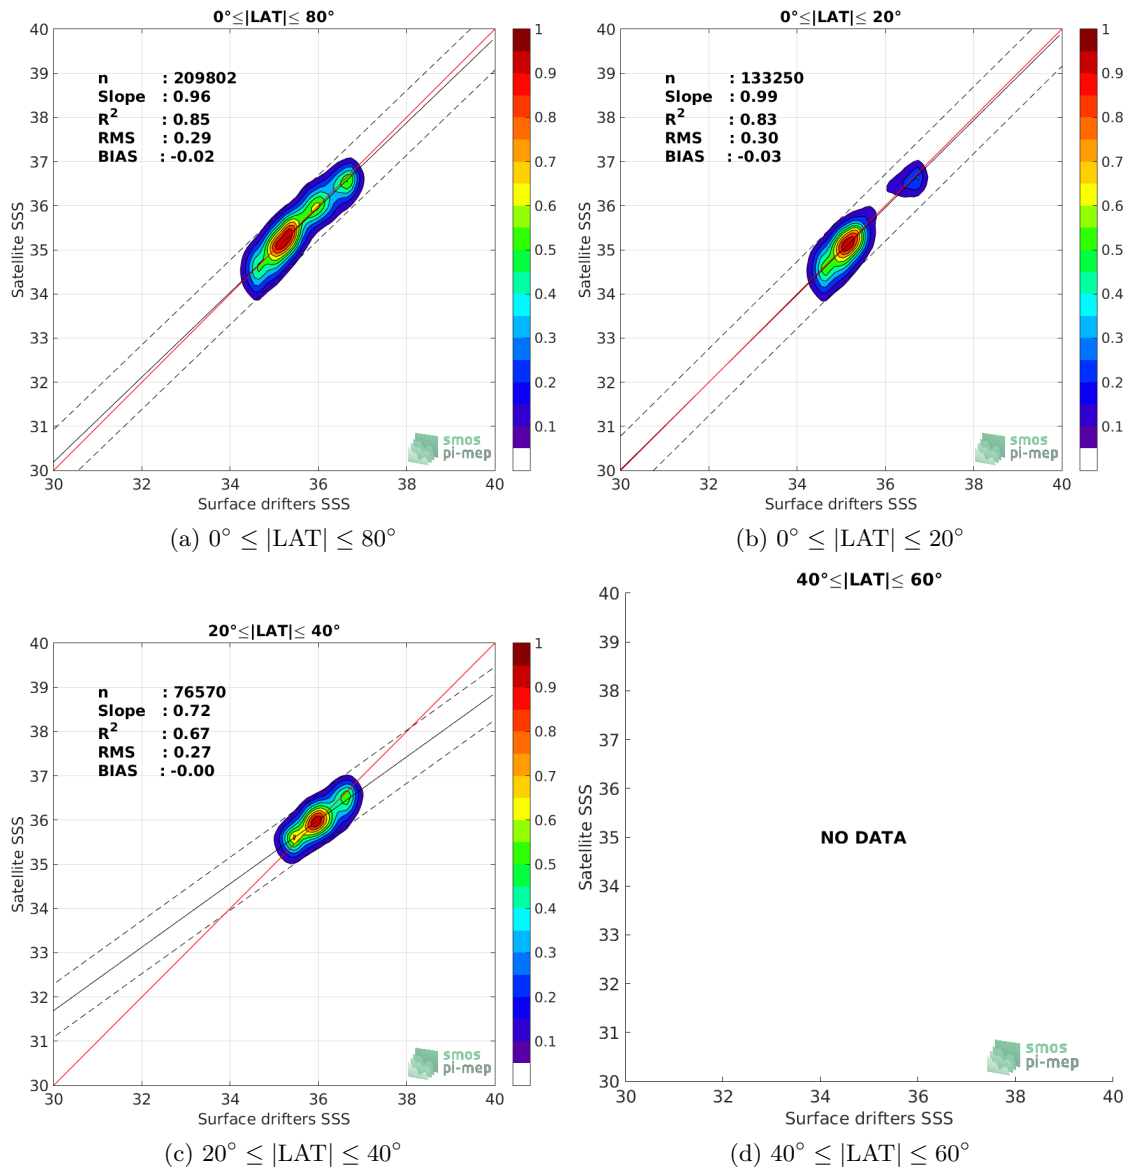 0°≤|LAT|≤ 80°
40
39
38
37
36
35
34
33
32
31
30
Satellite SSS
n : 209802
Slope : 0.96
R2 : 0.85
RMS : 0.29
BIAS : -0.02
smos
pi-mep
30 32 34 36 38 40
Surface drifters SSS
1
0.9
0.8
0.7
0.6
0.5
0.4
0.3
0.2
0.1
(a) 0° ≤ |LAT| ≤ 80°
0°≤|LAT|≤ 20°
40
39
38
37
36
35
34
33
32
31
30
Satellite SSS
n : 133250
Slope : 0.99
R2 : 0.83
RMS : 0.30
BIAS : -0.03
smos
pi-mep
30 32 34 36 38 40
Surface drifters SSS
1
0.9
0.8
0.7
0.6
0.5
0.4
0.3
0.2
0.1
(b) 0° ≤ |LAT| ≤ 20°
20°≤|LAT|≤ 40°
40
39
38
37
36
35
34
33
32
31
30
Satellite SSS
n : 76570
Slope : 0.72
R2 : 0.67
RMS : 0.27
BIAS : -0.00
smos
pi-mep
30 32 34 36 38 40
Surface drifters SSS
1
0.9
0.8
0.7
0.6
0.5
0.4
0.3
0.2
0.1
(c) 20° ≤ |LAT| ≤ 40°
40°≤|LAT|≤ 60°
40
39
38
37
36
35
34
33
32
31
30
Satellite SSS
NO DATA
smos
pi-mep
30 32 34 36 38 40
Surface drifters SSS
(d) 40° ≤ |LAT| ≤ 60°